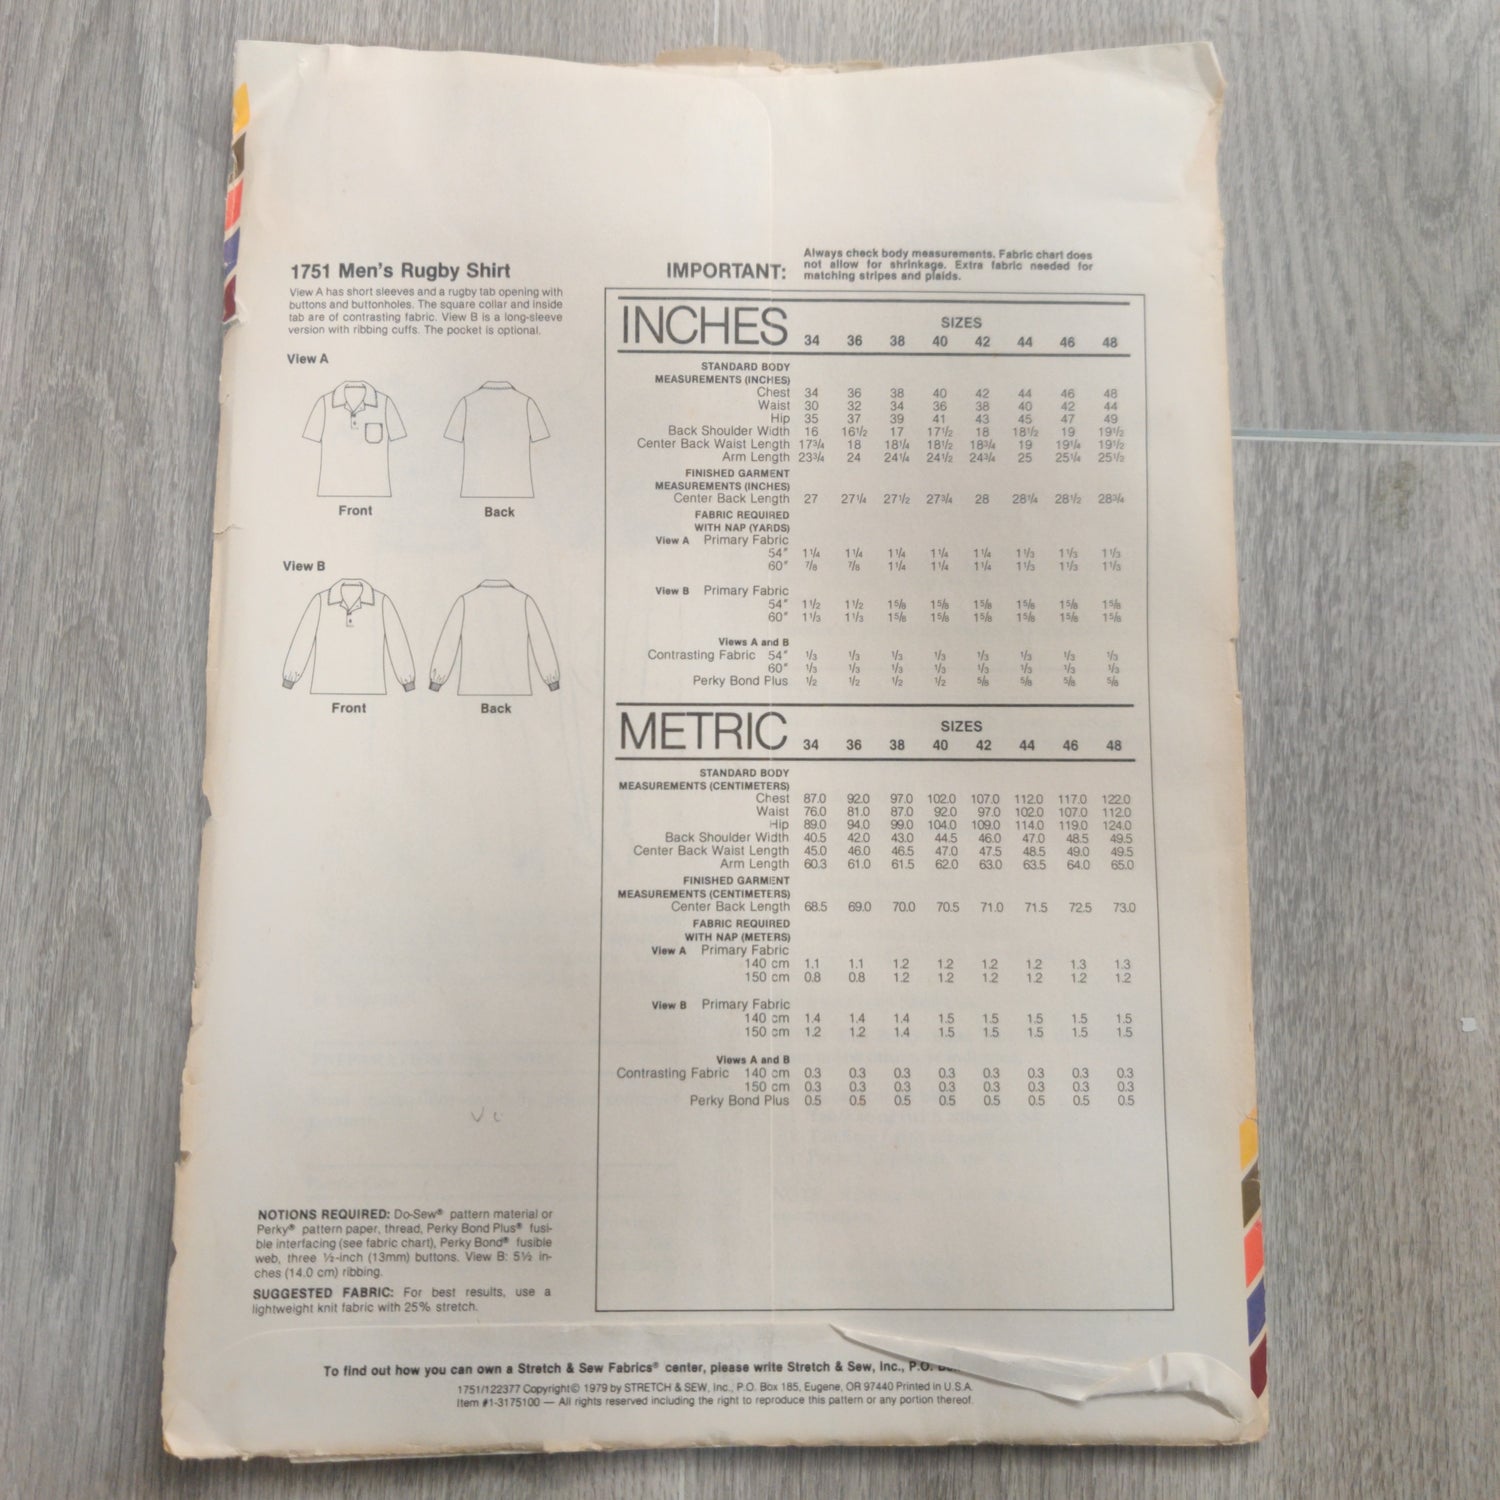 1751 Men's Rugby Shirt
View A has short sleeves and a rugby tab opening with
buttons and buttonholes. The square collar and inside
tab are of contrasting fabric. View B is a long-sleeve
version with ribbing cuffs. The pocket is optional.
View A
Front Back
View B
Front Back
NOTIONS REQUIRED: Do-Sew® pattern material or
Perky® pattern paper, thread, Perky Bond Plus® fusi-
ble interfacing (see fabric chart), Perky Bond® fusible
web, three ½-inch (13mm) buttons. View B: 5½ in-
ches (14.0 cm) ribbing.
SUGGESTED FABRIC: For best results, use a
lightweight knit fabric with 25% stretch.
IMPORTANT:
Always check body measurements. Fabric chart does
not allow for shrinkage. Extra fabric needed for
matching stripes and plaids.
INCHES
SIZES
34 36 38 40 42 44 46 48
STANDARD BODY
MEASUREMENTS (INCHES)
Chest 34 36 38 40 42 44 46 48
Waist 30 32 34 36 38 40 42 44
Hip 35 37 39 41 43 45 47 49
Back Shoulder Width 16 16½ 17 17½ 18 18½ 19 19½
Center Back Waist Length 17¾ 18 18¼ 18½ 18¾ 19 19¼ 19½
Arm Length 23¾ 24 24¼ 24½ 24¾ 25 25¼ 25½
FINISHED GARMENT
MEASUREMENTS (INCHES)
Center Back Length 27 27¼ 27½ 27¾ 28 28¼ 28½ 28¾
FABRIC REQUIRED
WITH NAP (YARDS)
View A Primary Fabric
54" 1¼ 1¼ 1¼ 1¼ 1¼ 1⅓ 1⅓ 1⅓
60" ⅞ ⅞ 1¼ 1¼ 1¼ 1⅓ 1⅓ 1⅓
View B Primary Fabric
54" 1½ 1½ 1⅝ 1⅝ 1⅝ 1⅝ 1⅝ 1⅝
60" 1⅓ 1⅓ 1⅝ 1⅝ 1⅝ 1⅝ 1⅝ 1⅝
Views A and B
Contrasting Fabric 54" ⅓ ⅓ ⅓ ⅓ ⅓ ⅓ ⅓ ⅓
60" ⅓ ⅓ ⅓ ⅓ ⅓ ⅓ ⅓ ⅓
Perky Bond Plus ½ ½ ½ ½ ⅝ ⅝ ⅝ ⅝
METRIC
SIZES
34 36 38 40 42 44 46 48
STANDARD BODY
MEASUREMENTS (CENTIMETERS)
Chest 87.0 92.0 97.0 102.0 107.0 112.0 117.0 122.0
Waist 76.0 81.0 87.0 92.0 97.0 102.0 107.0 112.0
Hip 89.0 94.0 99.0 104.0 109.0 114.0 119.0 124.0
Back Shoulder Width 40.5 42.0 43.0 44.5 46.0 47.0 48.5 49.5
Center Back Waist Length 45.0 46.0 46.5 47.0 47.5 48.5 49.0 49.5
Arm Length 60.3 61.0 61.5 62.0 63.0 63.5 64.0 65.0
FINISHED GARMENT
MEASUREMENTS (CENTIMETERS)
Center Back Length 68.5 69.0 70.0 70.5 71.0 71.5 72.5 73.0
FABRIC REQUIRED
WITH NAP (METERS)
View A Primary Fabric
140 cm 1.1 1.1 1.2 1.2 1.2 1.2 1.3 1.3
150 cm 0.8 0.8 1.2 1.2 1.2 1.2 1.2 1.2
View B Primary Fabric
140 cm 1.4 1.4 1.4 1.5 1.5 1.5 1.5 1.5
150 cm 1.2 1.2 1.4 1.5 1.5 1.5 1.5 1.5
Views A and B
Contrasting Fabric 140 cm 0.3 0.3 0.3 0.3 0.3 0.3 0.3 0.3
150 cm 0.3 0.3 0.3 0.3 0.3 0.3 0.3 0.3
Perky Bond Plus 0.5 0.5 0.5 0.5 0.5 0.5 0.5 0.5
To find out how you can own a Stretch & Sew Fabrics® center, please write Stretch & Sew, Inc., P.O.
1751/122377 Copyright© 1979 by STRETCH & SEW, Inc., P.O. Box 185, Eugene, OR 97440 Printed in U.S.A.
Item #1-3175100 — All rights reserved including the right to reproduce this pattern or any portion thereof.